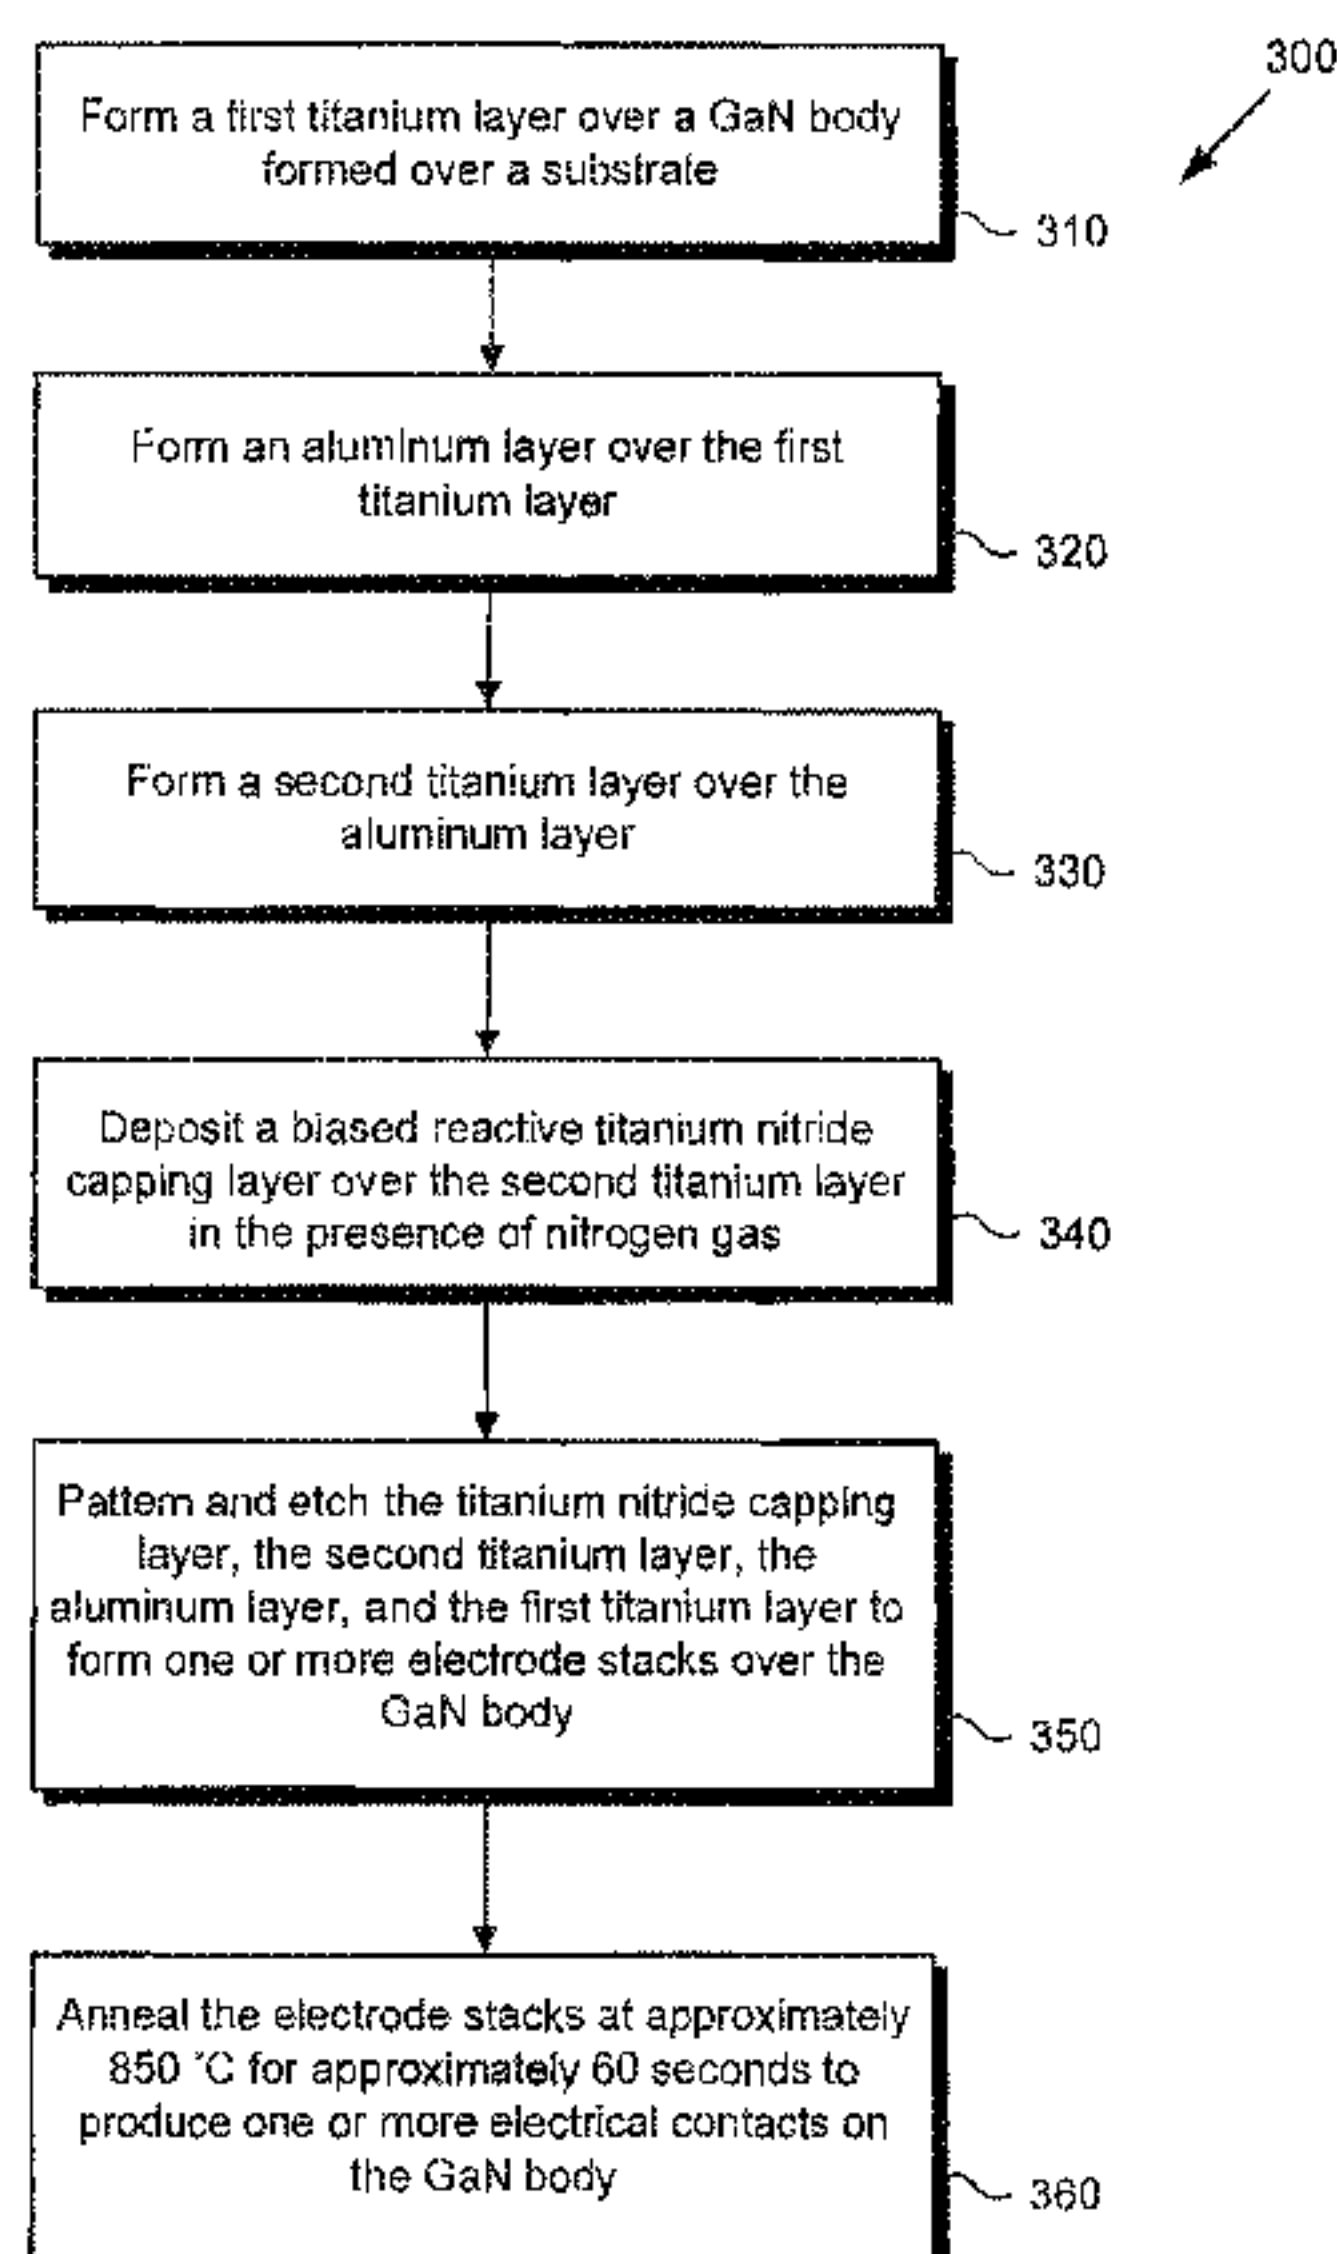 300
Form a first titanium layer over a GaN body
formed over a substrate
310
Form an aluminum layer over the first
titanium layer
320
Form a second titanium layer over the
aluminum layer
330
Deposit a biased reactive titanium nitride
capping layer over the second titanium layer
in the presence of nitrogen gas
340
Pattern and etch the titanium nitride capping
layer, the second titanium layer, the
aluminum layer, and the first titanium layer to
form one or more electrode stacks over the
GaN body
350
Anneal the electrode stacks at approximately
850 °C for approximately 60 seconds to
produce one or more electrical contacts on
the GaN body
360